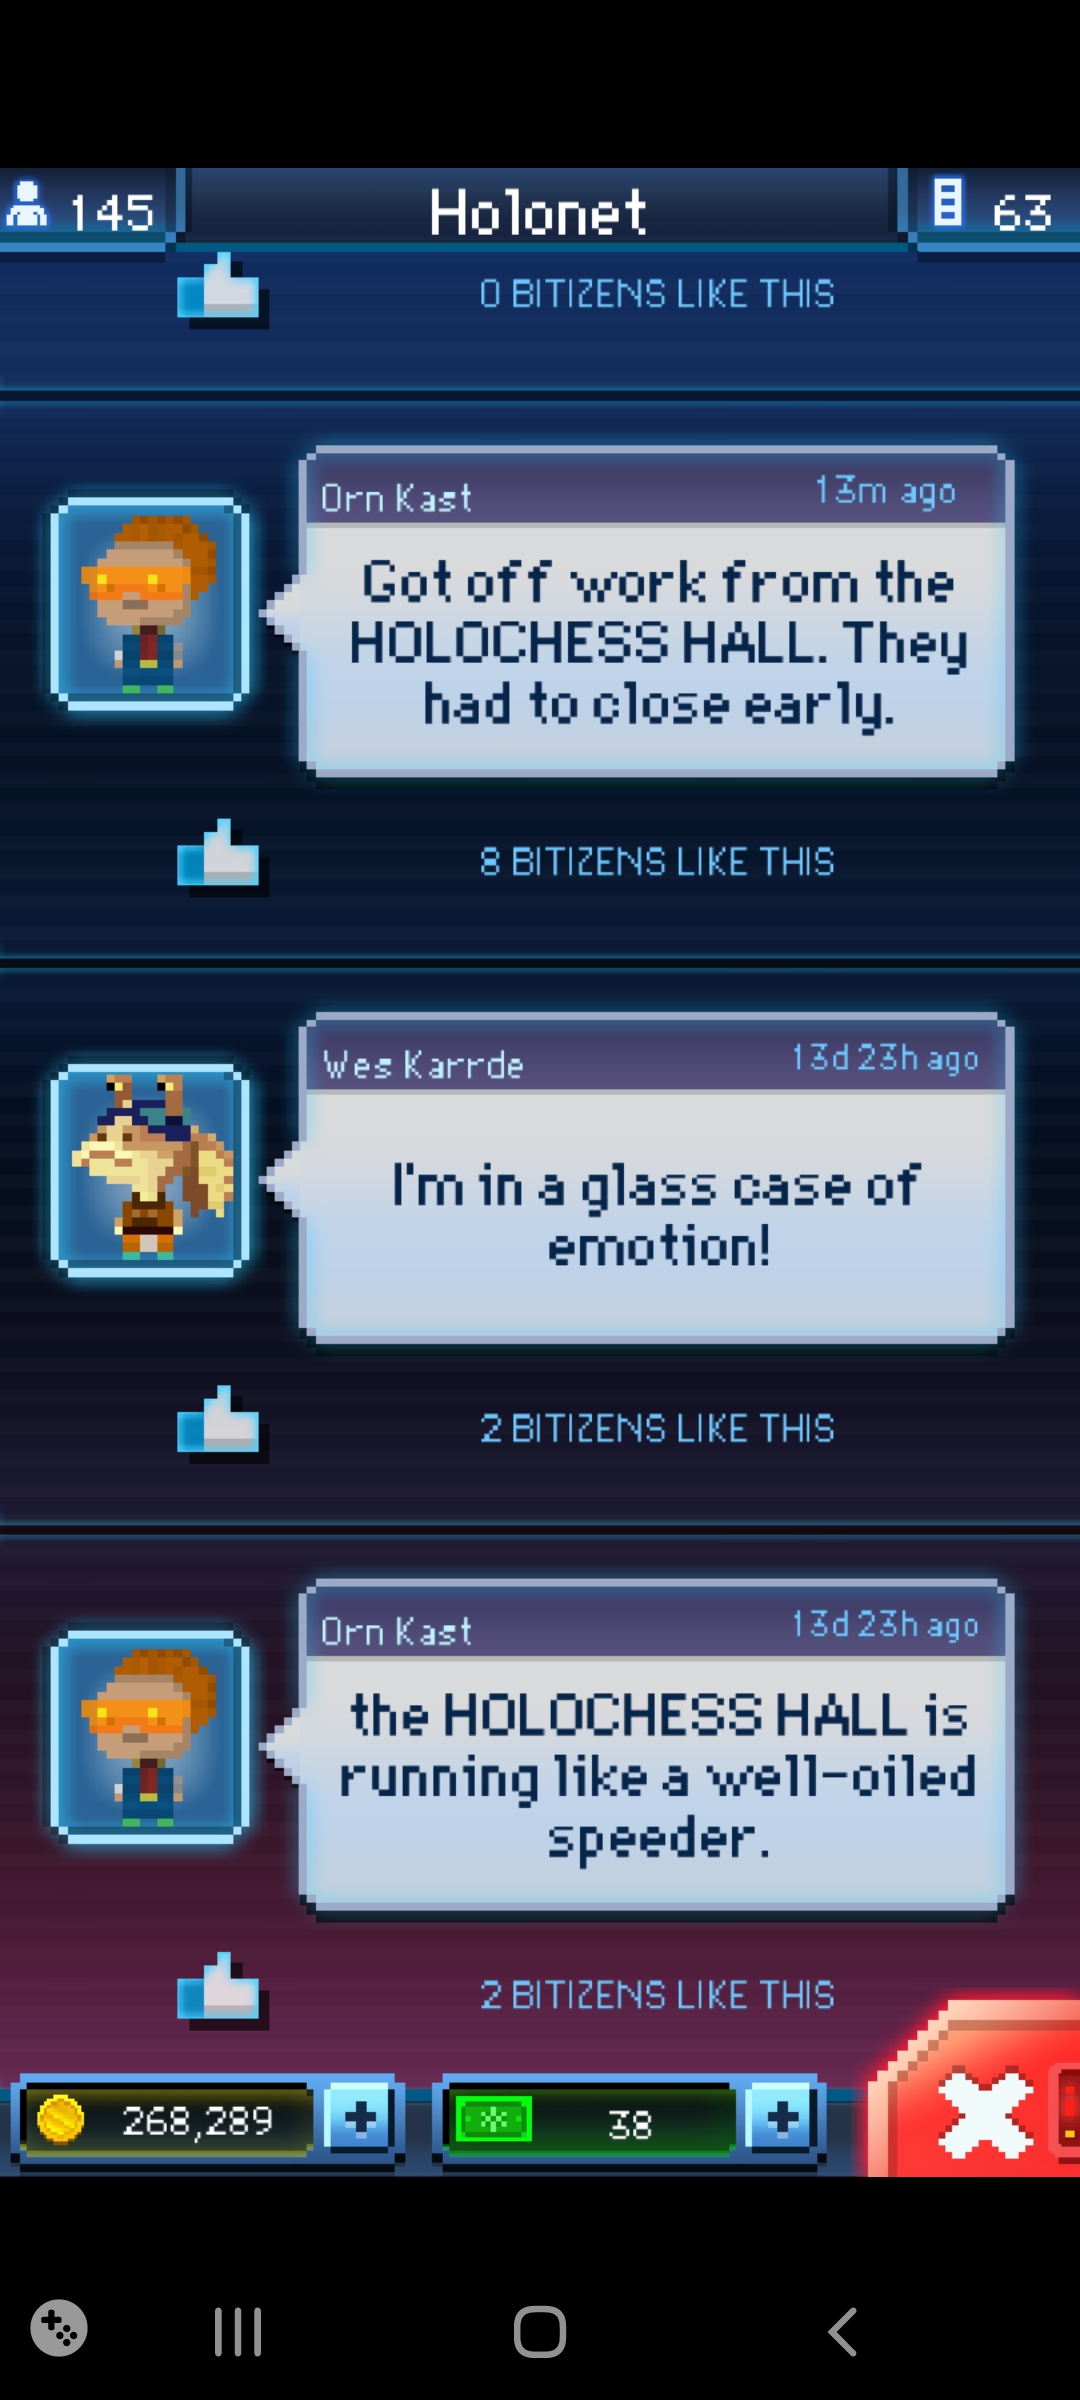 145
Holonet
63
0 BITIZENS LIKE THIS
Orn Kast
13m ago
Got off work from the
HOLOCHESS HALL. They
had to close early.
8 BITIZENS LIKE THIS
Wes Karrde
13d 23h ago
I'm in a glass case of
emotion!
2 BITIZENS LIKE THIS
Orn Kast
13d 23h ago
the HOLOCHESS HALL is
running like a well-oiled
speeder.
2 BITIZENS LIKE THIS
268,289
38